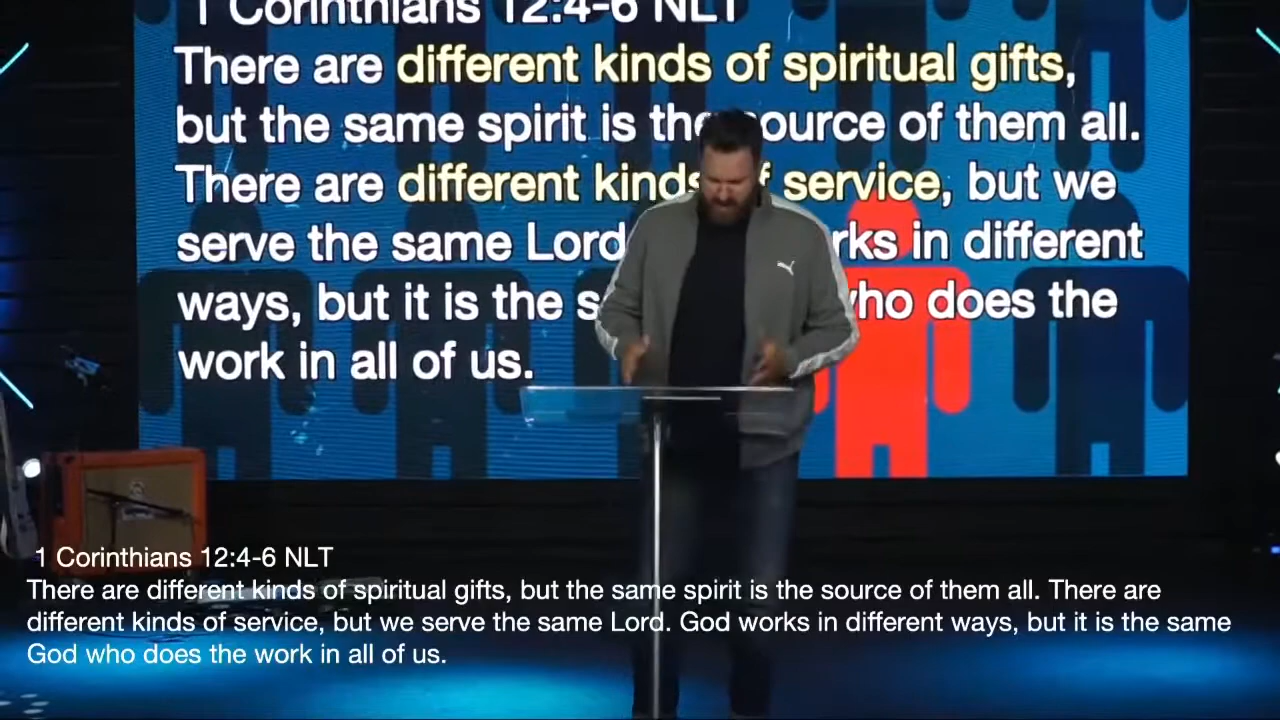 1 Corinthians 12:4-6 NLT
There are different kinds of spiritual gifts,
but the same spirit is the source of them all.
There are different kinds of service, but we
serve the same Lord rks in different
ways, but it is the s who does the
work in all of us.
1 Corinthians 12:4-6 NLT
There are different kinds of spiritual gifts, but the same spirit is the source of them all. There are
different kinds of service, but we serve the same Lord. God works in different ways, but it is the same
God who does the work in all of us.